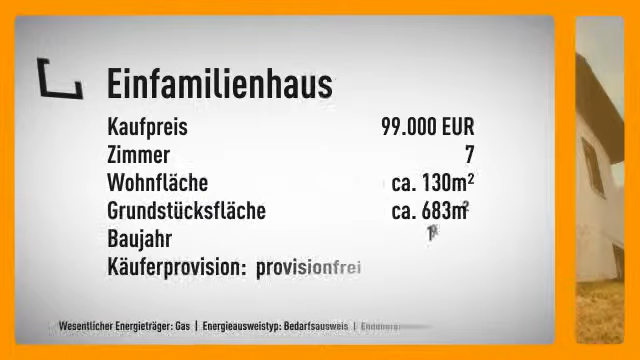 Einfamilienhaus
Kaufpreis 99.000 EUR
Zimmer 7
Wohnfläche ca. 130m²
Grundstücksfläche ca. 683m²
Baujahr
Käuferprovision: provisionfrei
Wesentlicher Energieträger: Gas | Energieausweistyp: Bedarfsausweis |